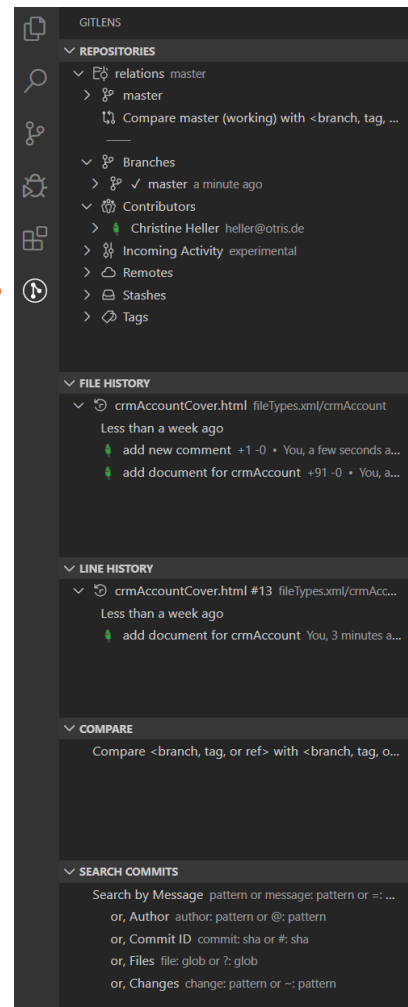 GITLENS
REPOSITORIES
relations master
master
Compare master (working) with <branch, tag, ...
Branches
✓ master a minute ago
Contributors
Christine Heller heller@otris.de
Incoming Activity experimental
Remotes
Stashes
Tags
FILE HISTORY
crmAccountCover.html fileTypes.xml/crmAccount
Less than a week ago
add new comment +1 -0 • You, a few seconds a...
add document for crmAccount +91 -0 • You, a...
LINE HISTORY
crmAccountCover.html #13 fileTypes.xml/crmAcc...
Less than a week ago
add document for crmAccount You, 3 minutes a...
COMPARE
Compare <branch, tag, or ref> with <branch, tag, o...
SEARCH COMMITS
Search by Message pattern or message: pattern or =: ...
or, Author author: pattern or @: pattern
or, Commit ID commit: sha or #: sha
or, Files file: glob or ?: glob
or, Changes change: pattern or ~: pattern